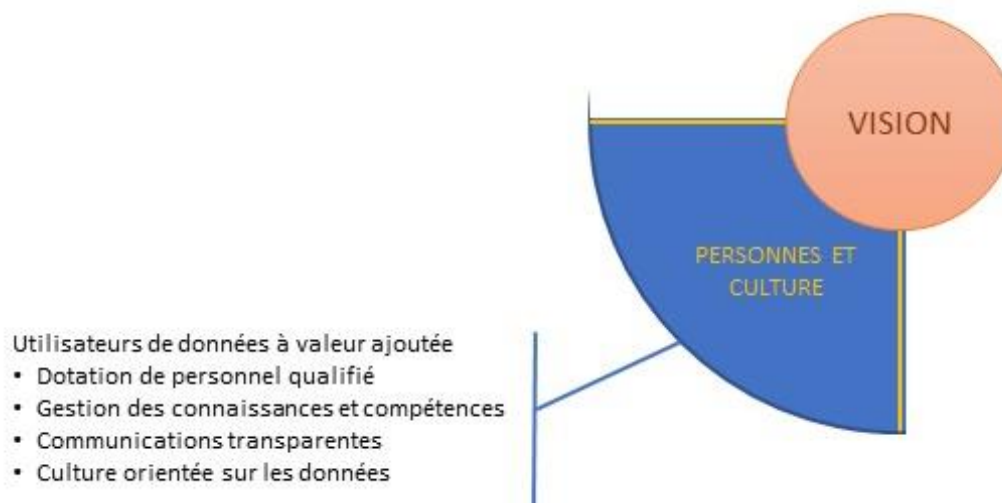 VISION
PERSONNES ET
CULTURE
Utilisateurs de données à valeur ajoutée
• Dotation de personnel qualifié
• Gestion des connaissances et compétences
• Communications transparentes
• Culture orientée sur les données